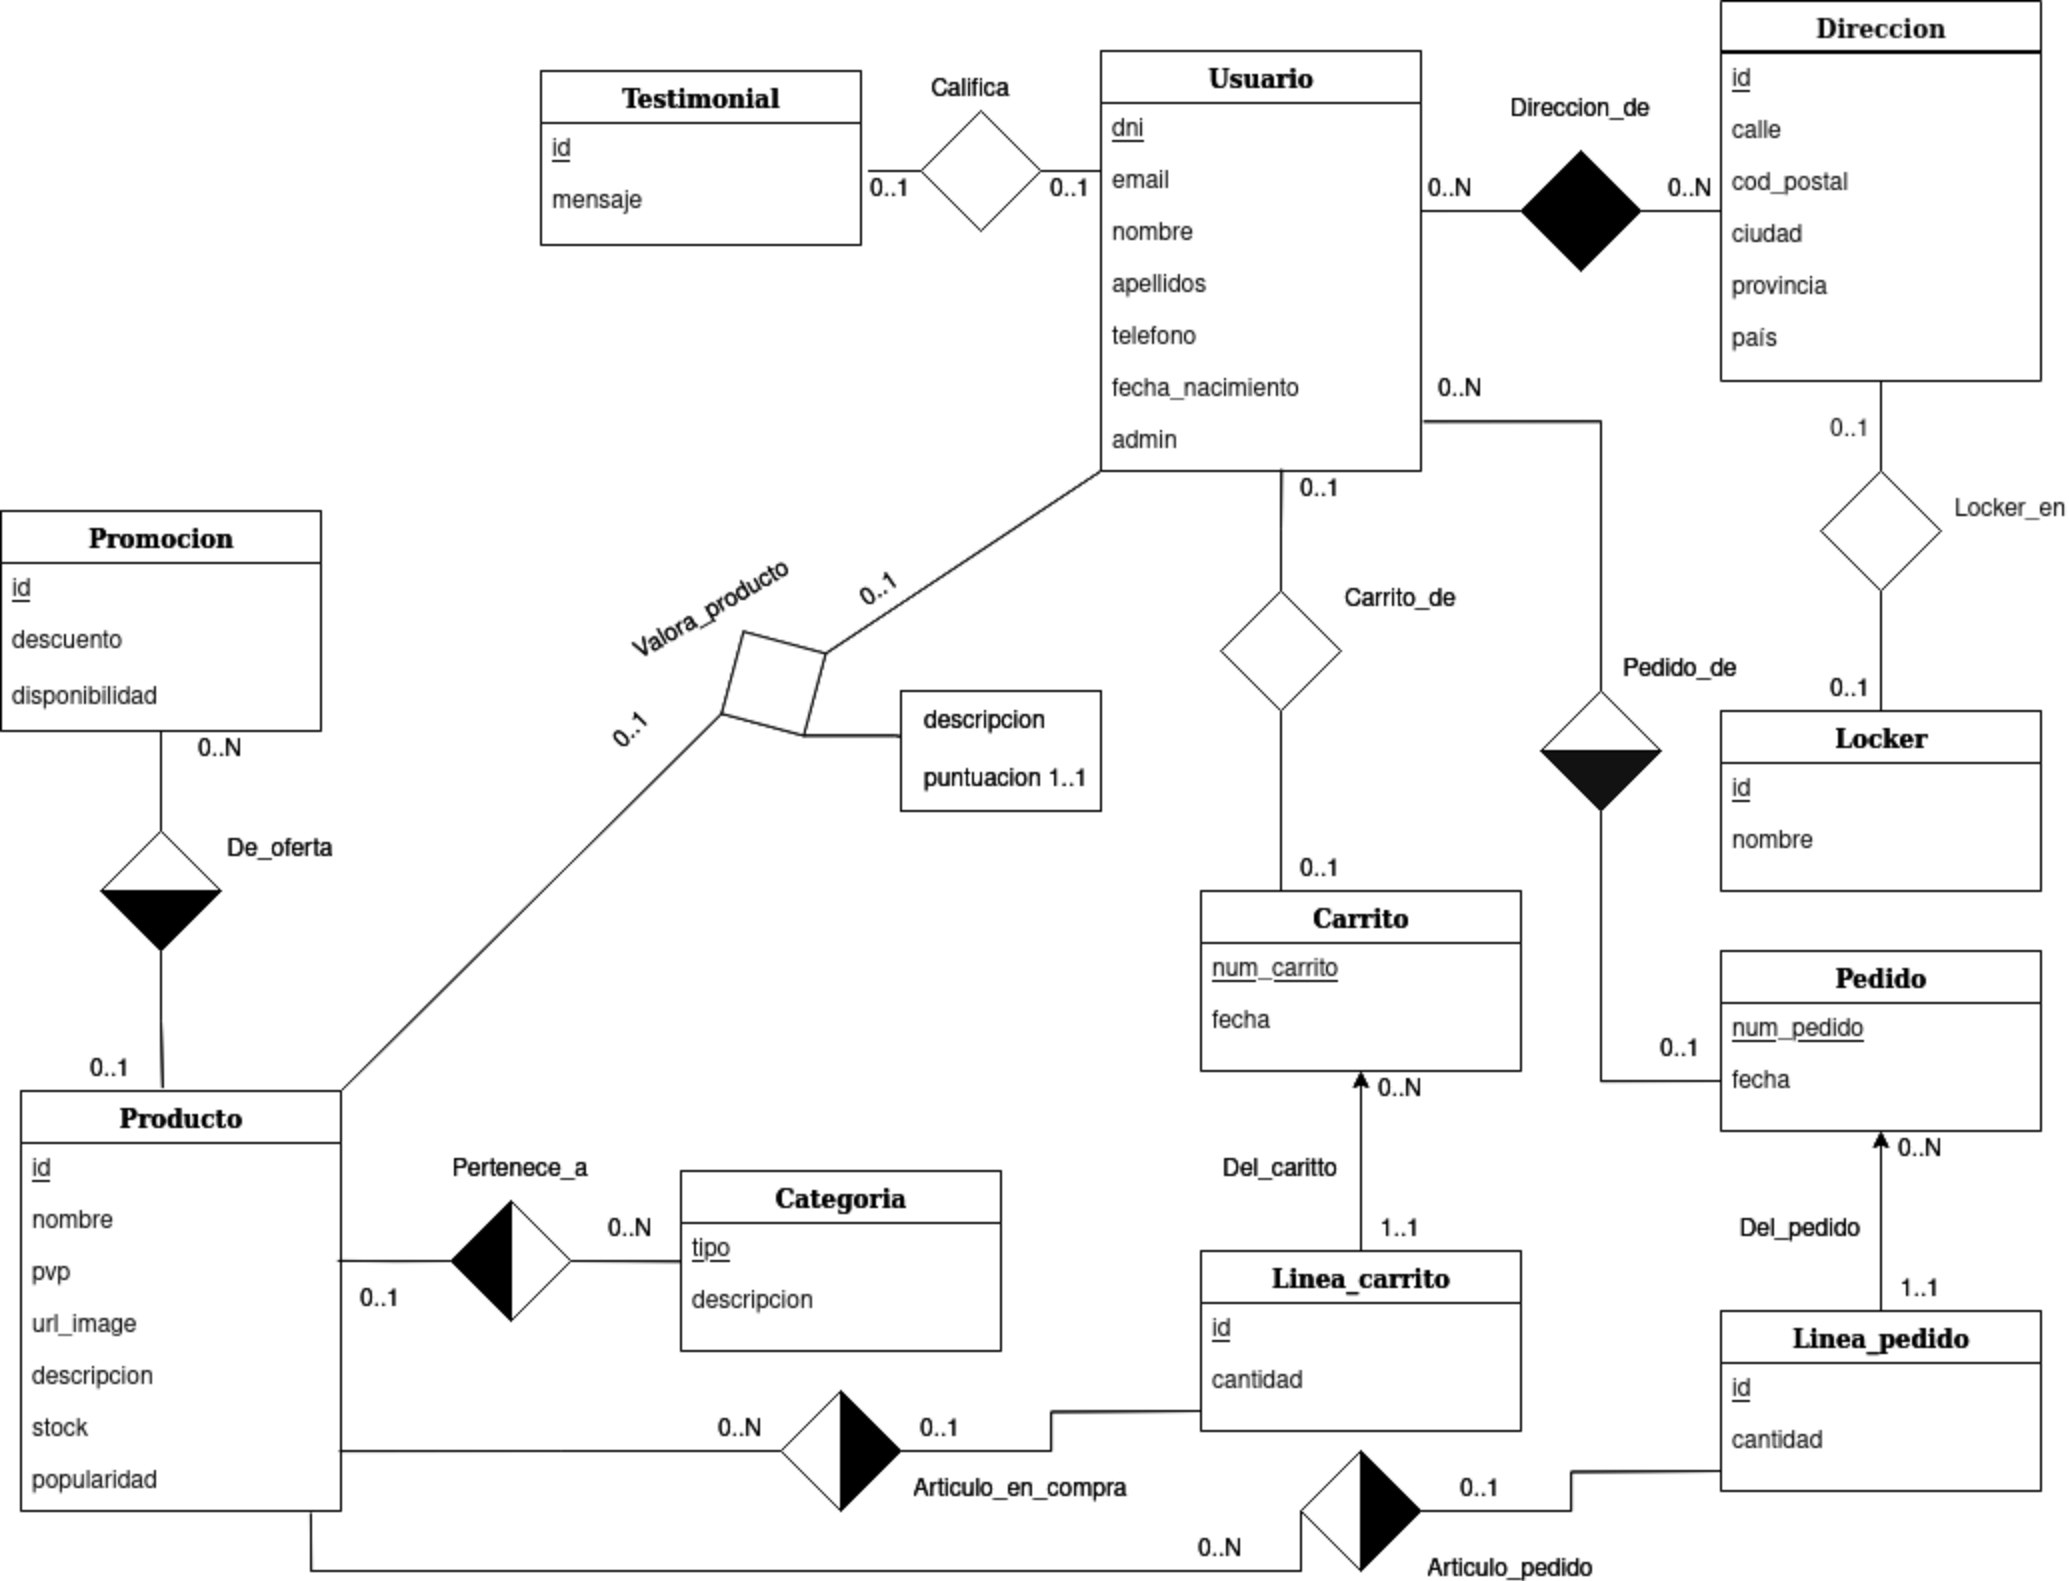 Direccion
id
calle
cod_postal
ciudad
provincia
país
Usuario
dni
email
nombre
apellidos
telefono
fecha_nacimiento
admin
Testimonial
id
mensaje
Califica
0..1
0..1
Direccion_de
0..N
0..N
0..N
0..1
Locker_en
0..1
0..1
Carrito_de
0..1
Pedido_de
0..1
Valora_producto
0..1
0..1
descripcion
puntuacion 1..1
Promocion
id
descuento
disponibilidad
0..N
De_oferta
0..1
Locker
id
nombre
Carrito
num_carrito
fecha
Pedido
num_pedido
fecha
0..N
Del_caritto
1..1
0..N
Del_pedido
1..1
Producto
id
nombre
pvp
url_image
descripcion
stock
popularidad
Pertenece_a
0..1
0..N
Categoria
tipo
descripcion
Linea_carrito
id
cantidad
Linea_pedido
id
cantidad
0..N
0..1
Articulo_en_compra
0..N
0..1
Articulo_pedido